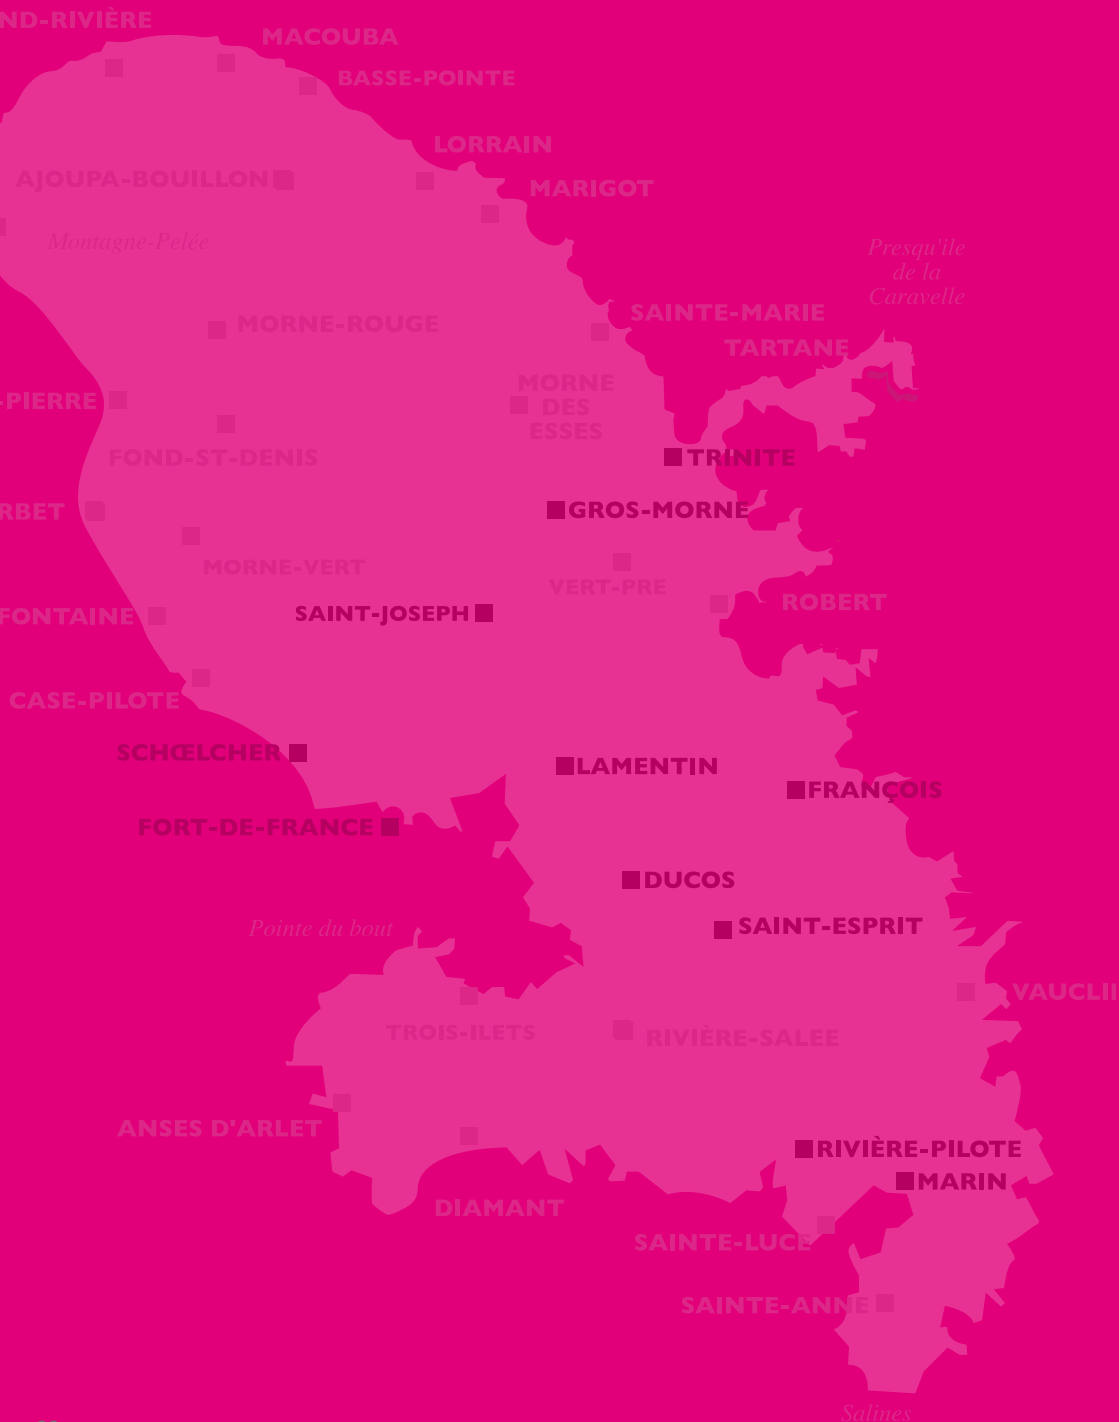 ND-RIVIÈRE
MACOUBA
BASSE-POINTE
LORRAIN
AJOUPA-BOUILLON
MARIGOT
Montagne-Pelée
Presqu'ile
de la
Caravelle
SAINTE-MARIE
MORNE-ROUGE
TARTANE
MORNE
DES
ESSES
-PIERRE
FOND-ST-DENIS
TRINITE
RBET
GROS-MORNE
MORNE-VERT
VERT-PRE
ROBERT
FONTAINE
SAINT-JOSEPH
CASE-PILOTE
SCHŒLCHER
LAMENTIN
FRANÇOIS
FORT-DE-FRANCE
DUCOS
SAINT-ESPRIT
Pointe du bout
VAUCLI
TROIS-ILETS
RIVIÈRE-SALEE
ANSES D'ARLET
RIVIÈRE-PILOTE
MARIN
DIAMANT
SAINTE-LUCE
SAINTE-ANNE
Salines